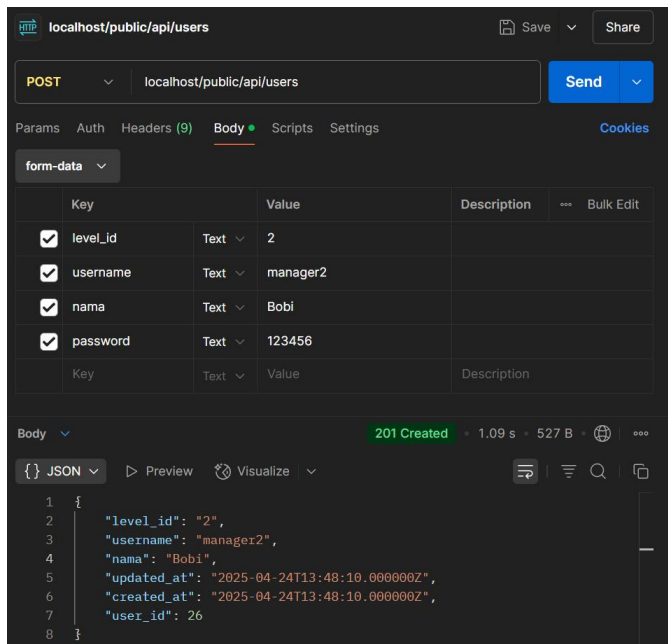 HTTP localhost/public/api/users Save Share
POST localhost/public/api/users Send
Params Auth Headers (9) Body Scripts Settings Cookies
form-data
Key Value Description Bulk Edit
level_id Text 2
username Text manager2
nama Text Bobi
password Text 123456
Key Text Value Description
Body 201 Created 1.09 s 527 B
{} JSON Preview Visualize
1 {
2 "level_id": "2",
3 "username": "manager2",
4 "nama": "Bobi",
5 "updated_at": "2025-04-24T13:48:10.000000Z",
6 "created_at": "2025-04-24T13:48:10.000000Z",
7 "user_id": 26
8 }